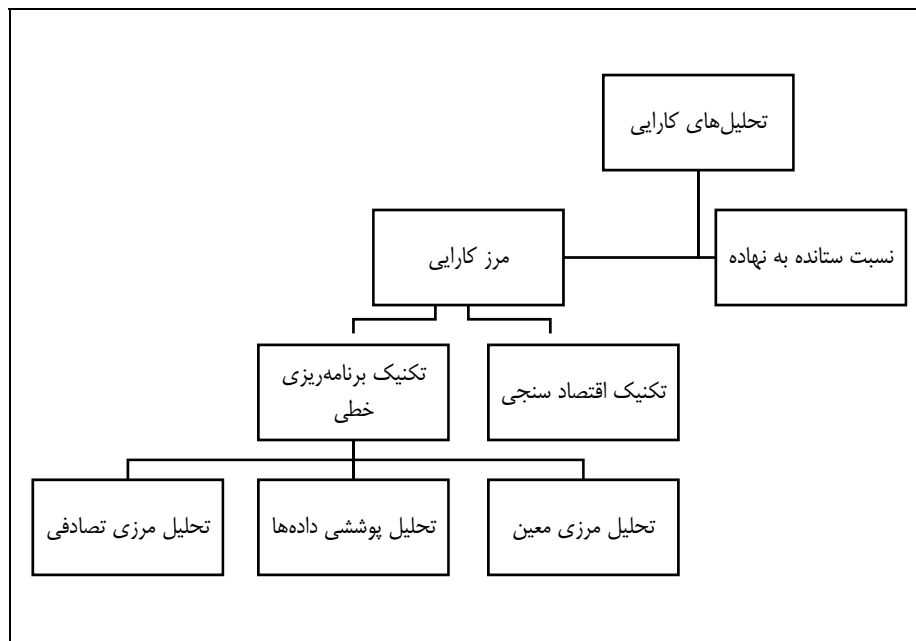 تحلیل‌های کارایی
نسبت ستانده به نهاده
مرز کارایی
تکنیک اقتصاد سنجی
تکنیک برنامه‌ریزی
خطی
تحلیل مرزی معین
تحلیل پوششی داده‌ها
تحلیل مرزی تصادفی